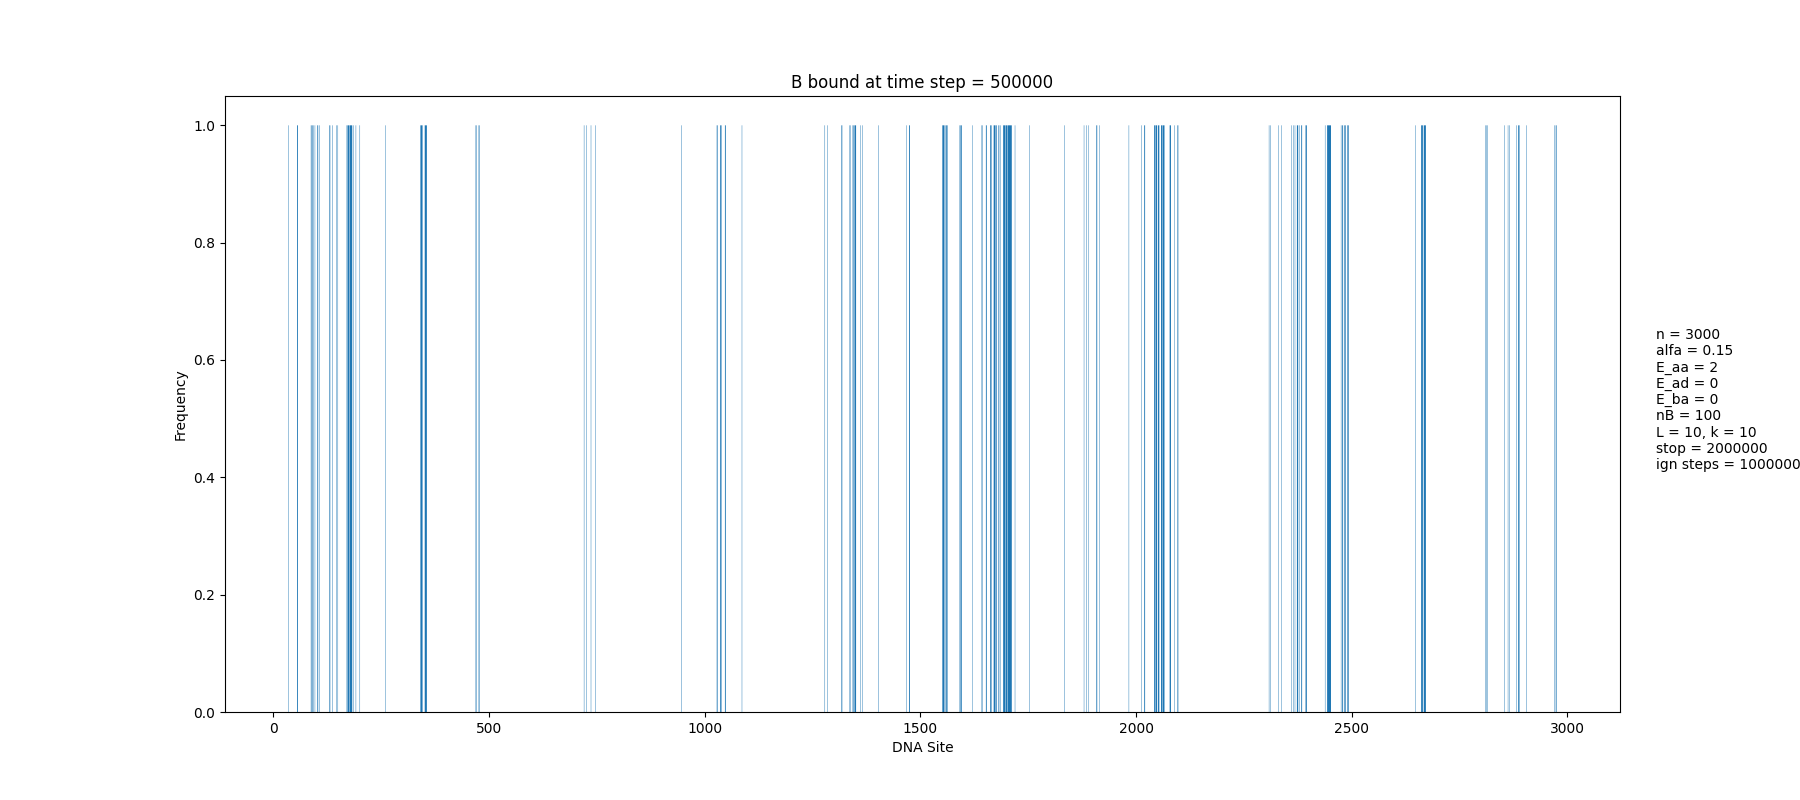 B bound at time step = 500000
1.0
0.8
0.6
0.4
0.2
0.0
Frequency
0 500 1000 1500 2000 2500 3000
DNA Site
n = 3000
alfa = 0.15
E_aa = 2
E_ad = 0
E_ba = 0
nB = 100
L = 10, k = 10
stop = 2000000
ign steps = 1000000